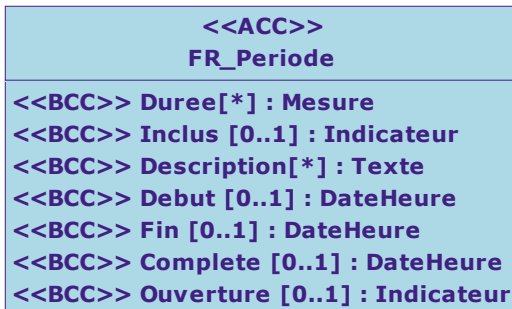 <<ACC>>
FR_Periode
<<BCC>> Duree[*] : Mesure
<<BCC>> Inclus [0..1] : Indicateur
<<BCC>> Description[*] : Texte
<<BCC>> Debut [0..1] : DateHeure
<<BCC>> Fin [0..1] : DateHeure
<<BCC>> Complete [0..1] : DateHeure
<<BCC>> Ouverture [0..1] : Indicateur